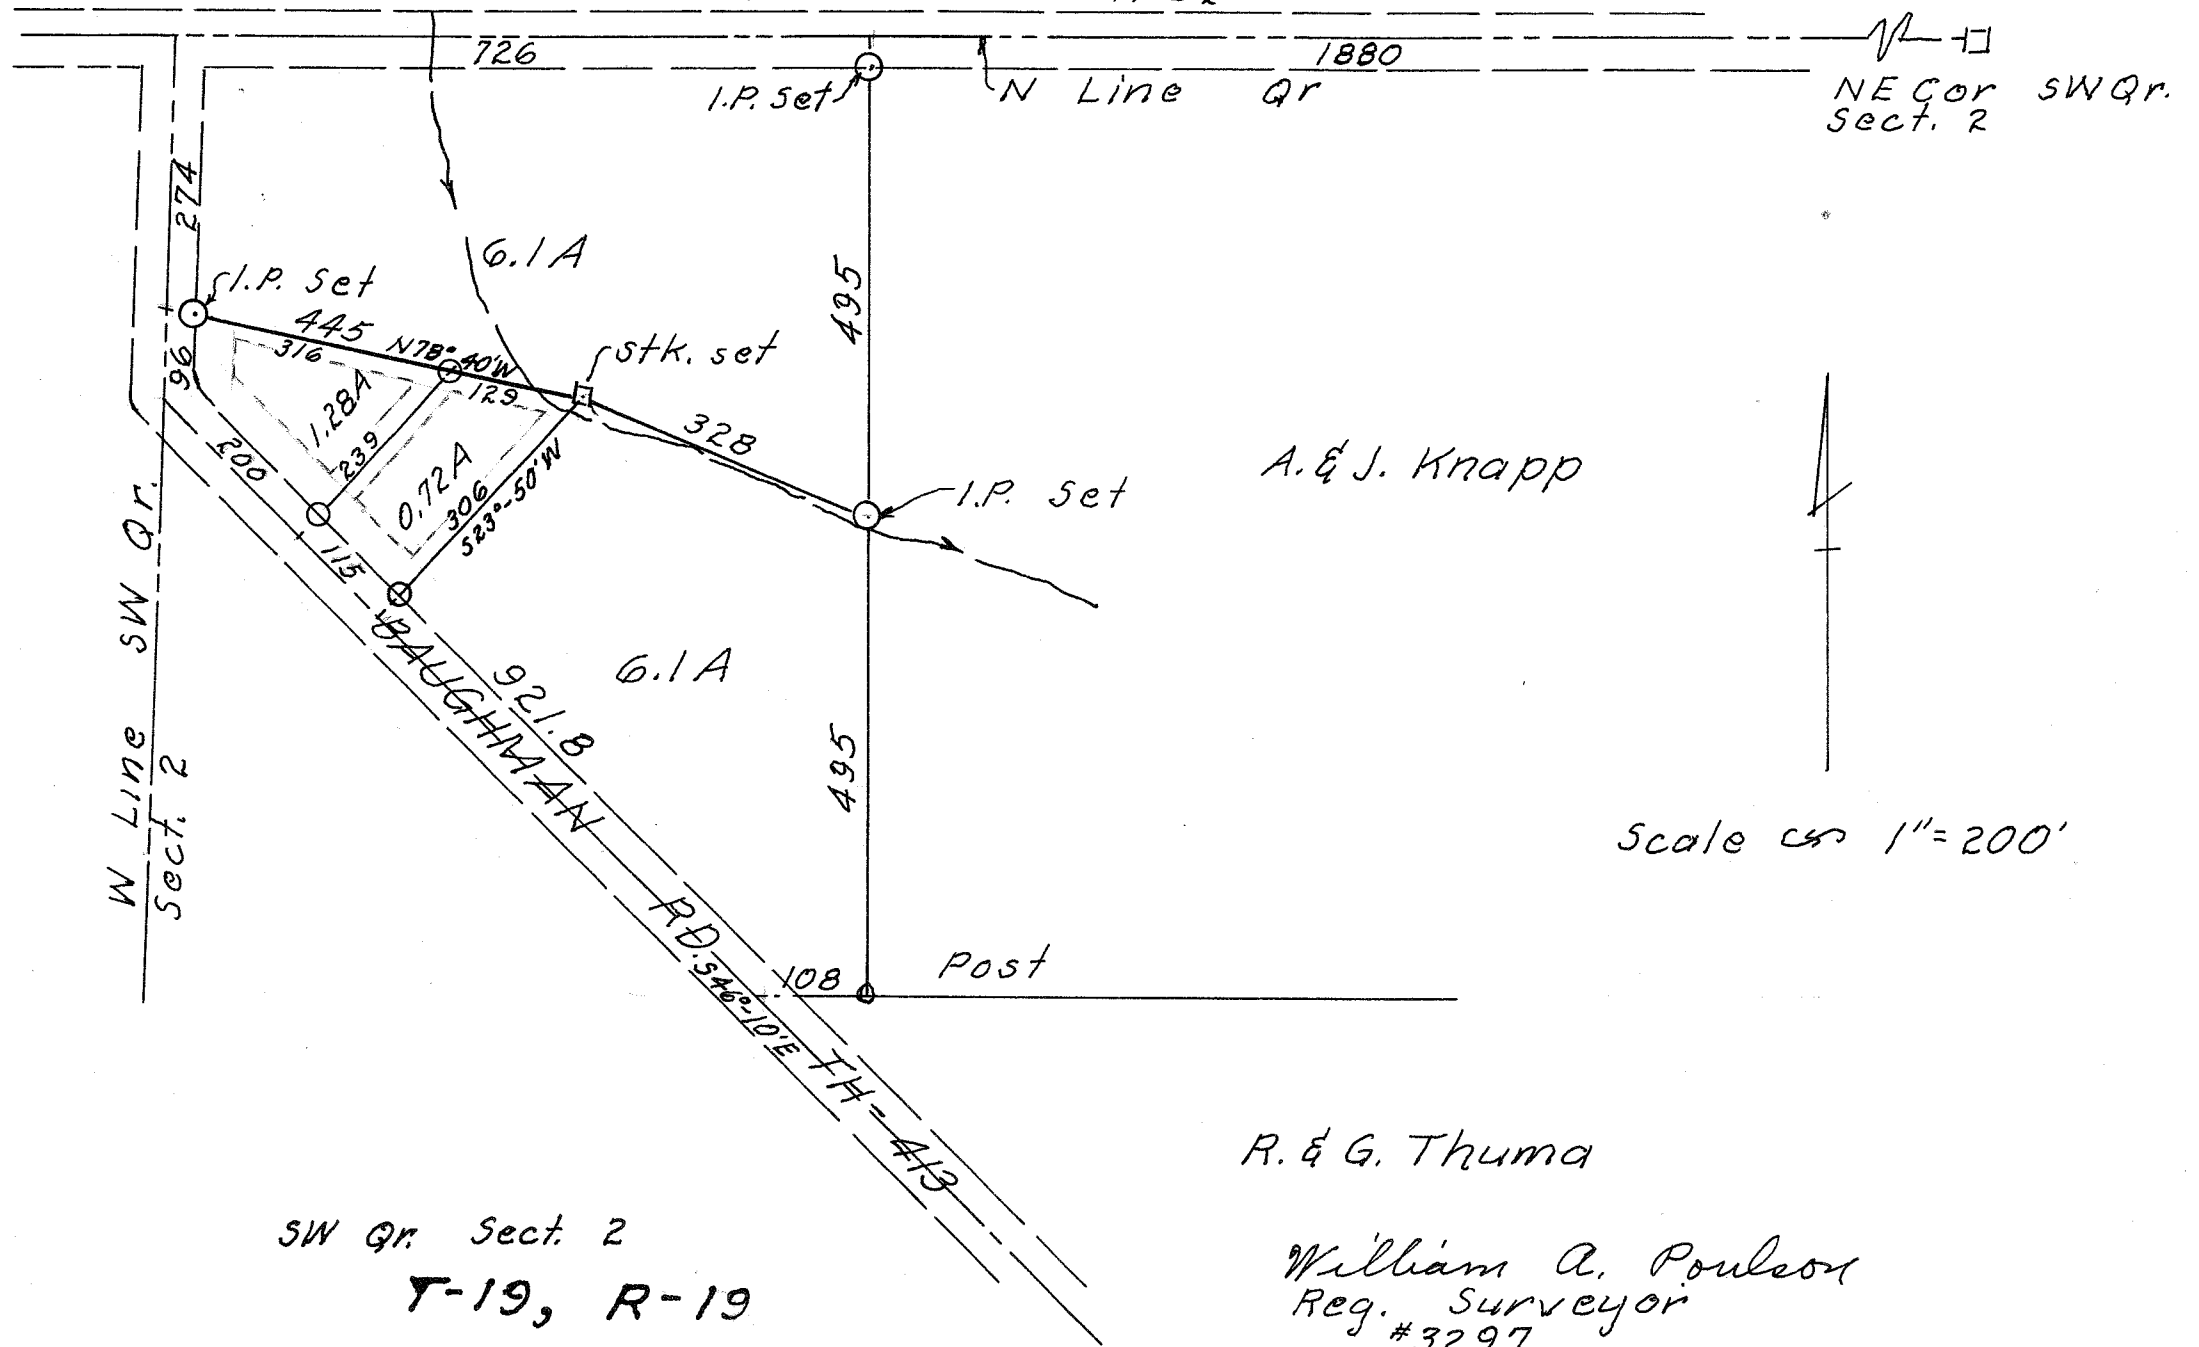 726
1880
I.P. Set
N Line Qr
NE Cor SW Qr.
Sect. 2
274
6.1 A
I.P. Set
495
445
316
N78°40'W
129
Stk. set
96
1.28A
239
200
0.72A
306
S23°-50'W
328
A. & J. Knapp
I.P. Set
115
W Line SW Qr.
Sect. 2
6.1 A
921.8
BAUGHMAN RD. TH-413
S46°-10'E
495
Scale 1"=200'
108
Post
R. & G. Thuma
SW Qr. Sect. 2
T-19, R-19
William A. Poulson
Reg. Surveyor
#3297